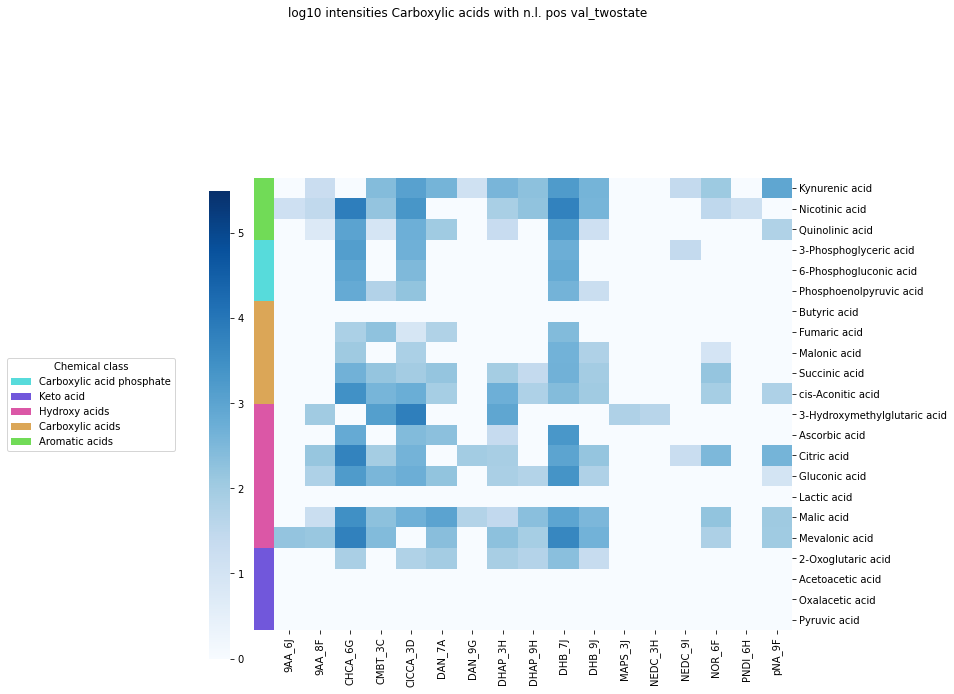 log10 intensities Carboxylic acids with n.l. pos val_twostate
Chemical class
Carboxylic acid phosphate
Keto acid
Hydroxy acids
Carboxylic acids
Aromatic acids
5
4
3
2
1
0
Kynurenic acid
Nicotinic acid
Quinolinic acid
3-Phosphoglyceric acid
6-Phosphogluconic acid
Phosphoenolpyruvic acid
Butyric acid
Fumaric acid
Malonic acid
Succinic acid
cis-Aconitic acid
3-Hydroxymethylglutaric acid
Ascorbic acid
Citric acid
Gluconic acid
Lactic acid
Malic acid
Mevalonic acid
2-Oxoglutaric acid
Acetoacetic acid
Oxalacetic acid
Pyruvic acid
9AA_6J
9AA_8F
CHCA_6G
CMBT_3C
ClCCA_3D
DAN_7A
DAN_9G
DHAP_3H
DHAP_9H
DHB_7J
DHB_9J
MAPS_3J
NEDC_3H
NEDC_9I
NOR_6F
PNDI_6H
pNA_9F